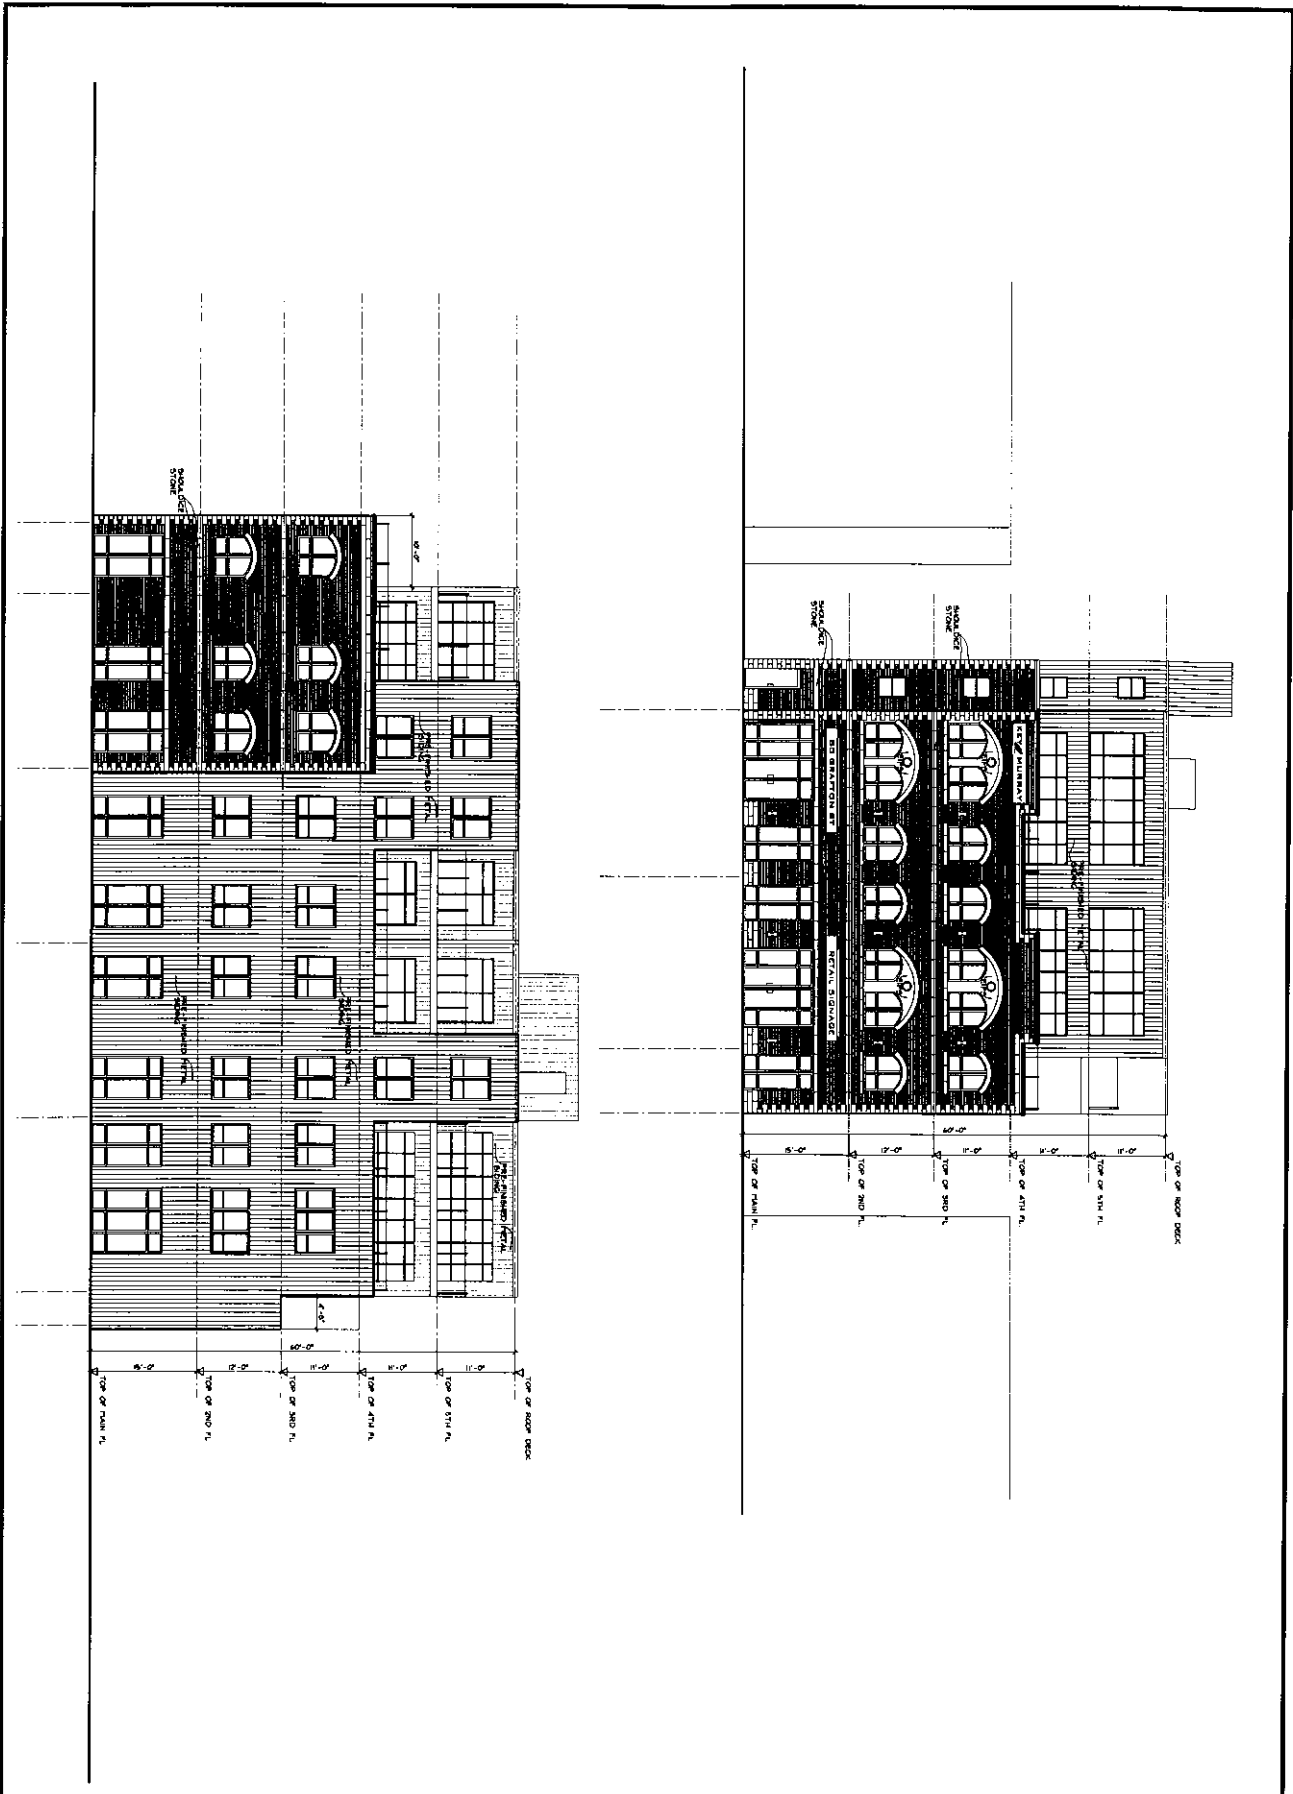 SHOULDICE
STONE
SHOULDICE
STONE
KEY MURRAY
80 GRAFTON ST
RETAIL SIGNAGE
PRE-FINISHED METAL
SIDING
60'-0"
15'-0"
12'-0"
11'-0"
11'-0"
11'-0"
TOP OF ROOF DECK
TOP OF 5TH FL.
TOP OF 4TH FL.
TOP OF 3RD FL.
TOP OF 2ND FL.
TOP OF MAIN FL.
SHOULDICE
STONE
10'-0"
PRE-FINISHED METAL
SIDING
PRE-FINISHED METAL
SIDING
PRE-FINISHED METAL
SIDING
PRE-FINISHED METAL
SIDING
60'-0"
15'-0"
12'-0"
11'-0"
11'-0"
11'-0"
TOP OF ROOF DECK
TOP OF 5TH FL.
TOP OF 4TH FL.
TOP OF 3RD FL.
TOP OF 2ND FL.
TOP OF MAIN FL.